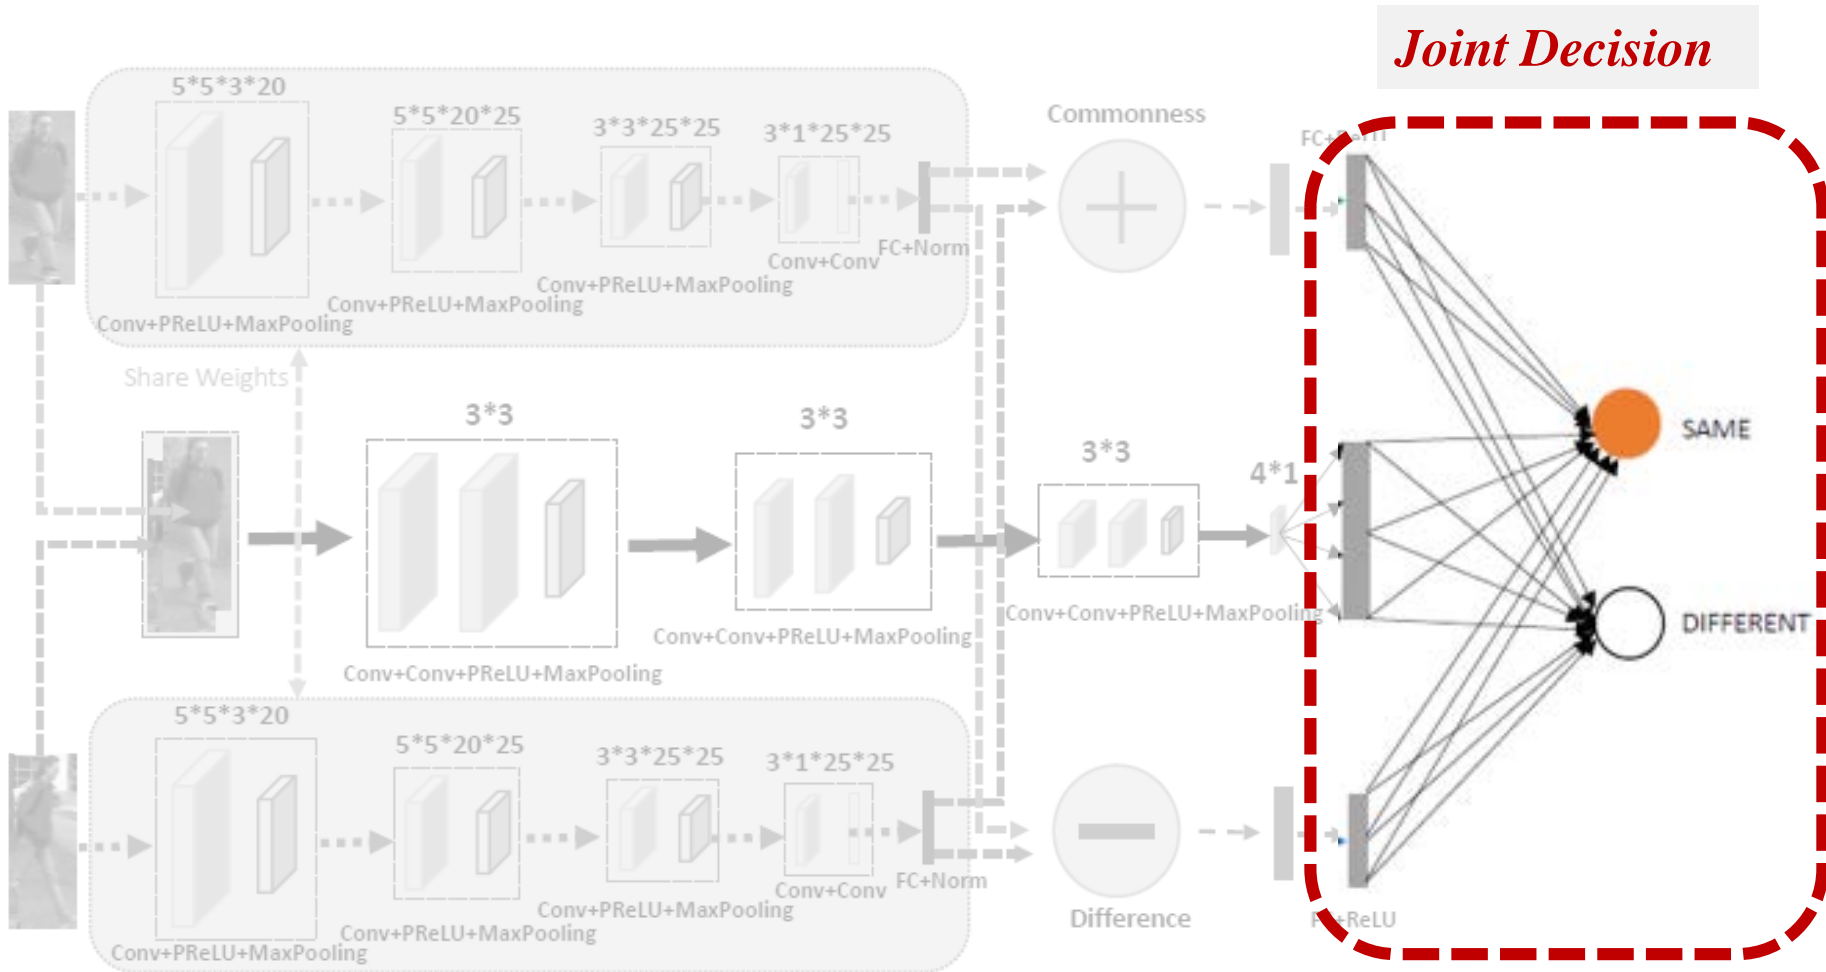 Joint Decision
5*5*3*20
5*5*20*25
3*3*25*25
3*1*25*25
Commonness
FC+ReLU
FC+Norm
Conv+Conv
Conv+PReLU+MaxPooling
Conv+PReLU+MaxPooling
Conv+PReLU+MaxPooling
Share Weights
3*3
3*3
3*3
4*1
SAME
DIFFERENT
Conv+Conv+PReLU+MaxPooling
Conv+Conv+PReLU+MaxPooling
Conv+Conv+PReLU+MaxPooling
5*5*3*20
5*5*20*25
3*3*25*25
3*1*25*25
FC+Norm
Conv+Conv
Conv+PReLU+MaxPooling
Conv+PReLU+MaxPooling
Conv+PReLU+MaxPooling
Difference
FC+ReLU